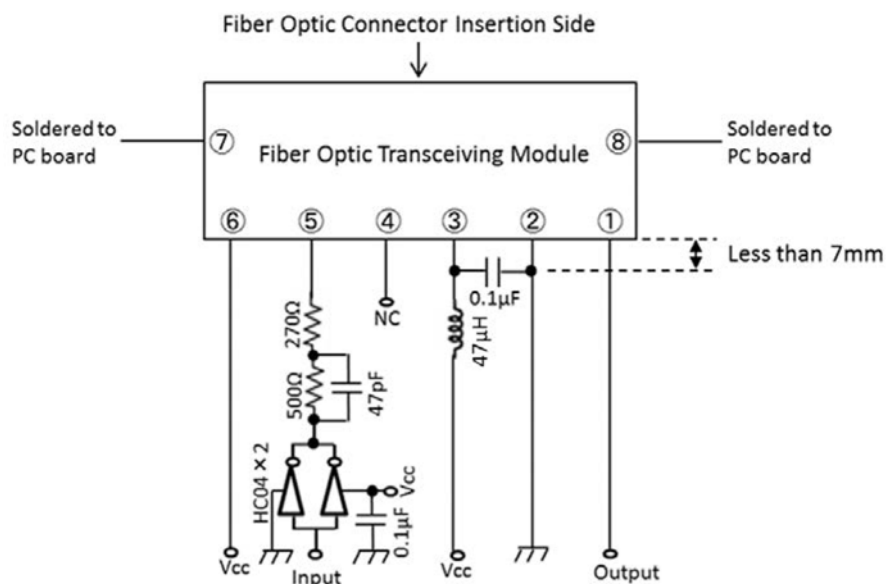 Fiber Optic Connector Insertion Side
Soldered to
PC board
⑦
Fiber Optic Transceiving Module
⑧
Soldered to
PC board
⑥
⑤
④
③
②
①
Less than 7mm
0.1μF
NC
270Ω
47μH
500Ω
47pF
HC04×2
Vcc
0.1μF
Vcc
Input
Vcc
Output